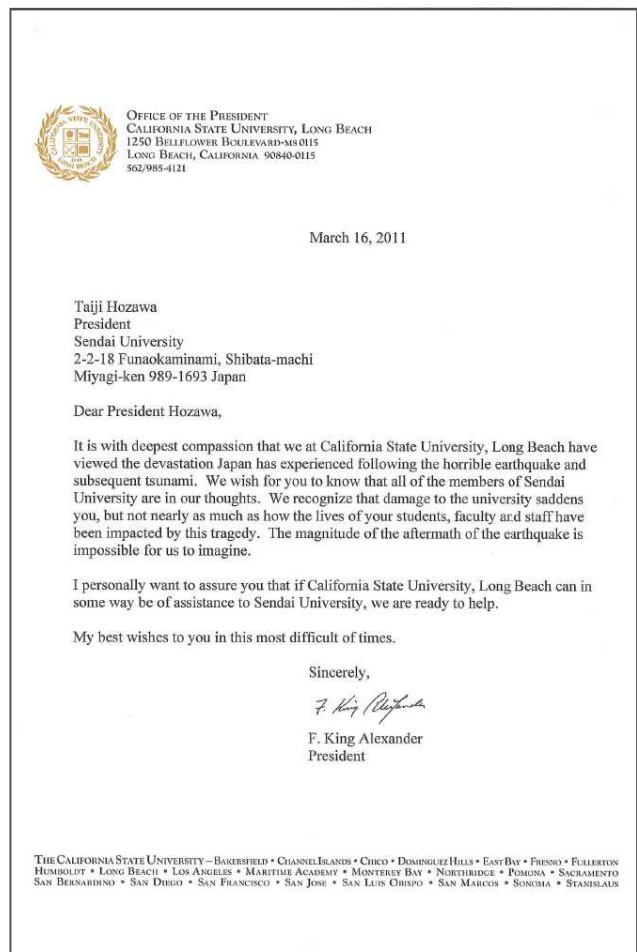 OFFICE OF THE PRESIDENT
CALIFORNIA STATE UNIVERSITY, LONG BEACH
1250 BELLFLOWER BOULEVARD-MS 0115
LONG BEACH, CALIFORNIA 90840-0115
562/985-4121
CALIFORNIA STATE UNIVERSITY
LONG BEACH
March 16, 2011
Taiji Hozawa
President
Sendai University
2-2-18 Funaokaminami, Shibata-machi
Miyagi-ken 989-1693 Japan
Dear President Hozawa,
It is with deepest compassion that we at California State University, Long Beach have
viewed the devastation Japan has experienced following the horrible earthquake and
subsequent tsunami. We wish for you to know that all of the members of Sendai
University are in our thoughts. We recognize that damage to the university saddens
you, but not nearly as much as how the lives of your students, faculty and staff have
been impacted by this tragedy. The magnitude of the aftermath of the earthquake is
impossible for us to imagine.
I personally want to assure you that if California State University, Long Beach can in
some way be of assistance to Sendai University, we are ready to help.
My best wishes to you in this most difficult of times.
Sincerely,
F. King Alexander
F. King Alexander
President
THE CALIFORNIA STATE UNIVERSITY — BAKERSFIELD • CHANNEL ISLANDS • CHICO • DOMINGUEZ HILLS • EAST BAY • FRESNO • FULLERTON
HUMBOLDT • LONG BEACH • LOS ANGELES • MARITIME ACADEMY • MONTEREY BAY • NORTHRIDGE • POMONA • SACRAMENTO
SAN BERNARDINO • SAN DIEGO • SAN FRANCISCO • SAN JOSE • SAN LUIS OBISPO • SAN MARCOS • SONOMA • STANISLAUS